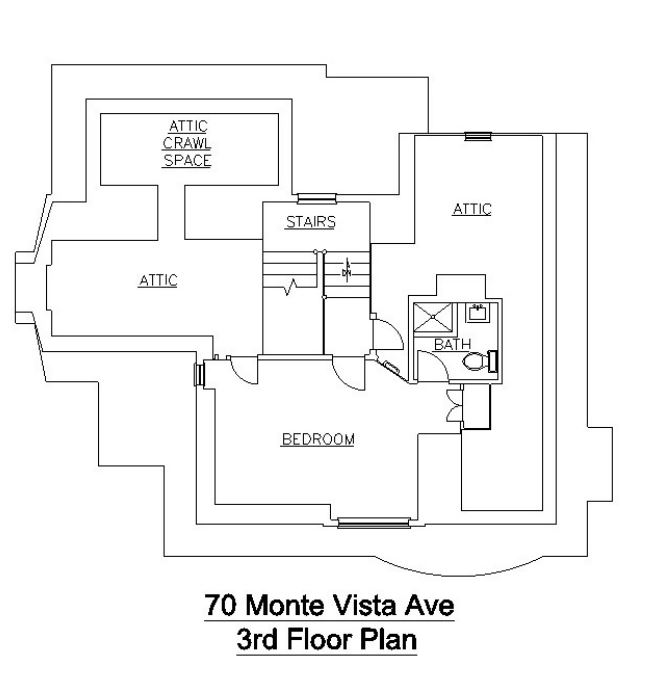 ATTIC
CRAWL
SPACE
ATTIC
STAIRS
DN
ATTIC
BATH
BEDROOM
70 Monte Vista Ave
3rd Floor Plan